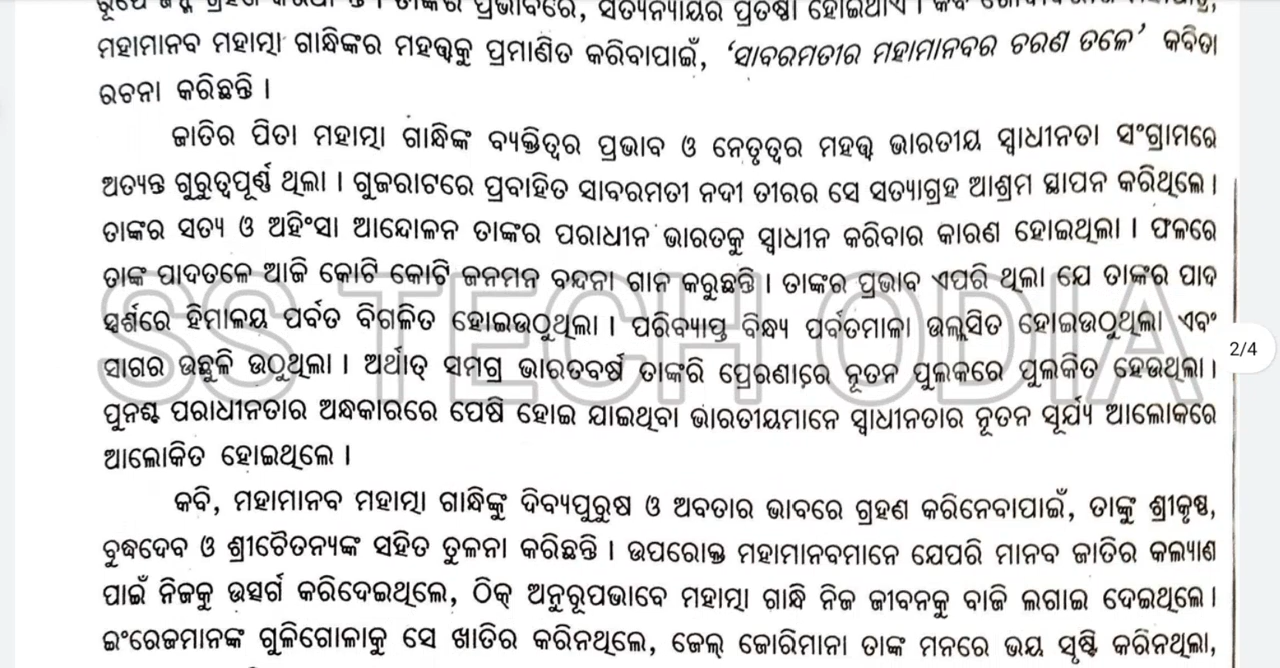 ମହାମାନବ ମହାତ୍ମା ଗାନ୍ଧିଙ୍କର ମହତ୍ତ୍ୱକୁ ପ୍ରମାଣିତ କରିବାପାଇଁ, ‘ସାବରମତୀର ମହାମାନବର ଚରଣ ତଳେ’ କବିତା
ରଚନା କରିଛନ୍ତି ।
ଜାତିର ପିତା ମହାତ୍ମା ଗାନ୍ଧିଙ୍କ ବ୍ୟକ୍ତିତ୍ୱର ପ୍ରଭାବ ଓ ନେତୃତ୍ୱର ମହତ୍ତ୍ୱ ଭାରତୀୟ ସ୍ୱାଧୀନତା ସଂଗ୍ରାମରେ
ଅତ୍ୟନ୍ତ ଗୁରୁତ୍ୱପୂର୍ଣ୍ଣ ଥିଲା । ଗୁଜରାଟରେ ପ୍ରବାହିତ ସାବରମତୀ ନଦୀ ତୀରର ସେ ସତ୍ୟାଗ୍ରହ ଆଶ୍ରମ ସ୍ଥାପନ କରିଥିଲେ ।
ତାଙ୍କର ସତ୍ୟ ଓ ଅହିଂସା ଆନ୍ଦୋଳନ ତାଙ୍କର ପରାଧୀନ ଭାରତକୁ ସ୍ୱାଧୀନ କରିବାର କାରଣ ହୋଇଥିଲା । ଫଳରେ
ତାଙ୍କ ପାଦତଳେ ଆଜି କୋଟି କୋଟି ଜନମନ ବନ୍ଦନା ଗାନ କରୁଛନ୍ତି । ତାଙ୍କର ପ୍ରଭାବ ଏପରି ଥିଲା ଯେ ତାଙ୍କର ପାଦ
ସ୍ପର୍ଶରେ ହିମାଳୟ ପର୍ବତ ବିଗଳିତ ହୋଇଉଠୁଥିଲା । ପରିବ୍ୟାପ୍ତ ବିନ୍ଧ୍ୟ ପର୍ବତମାଳା ଉଲ୍ଲସିତ ହୋଇଉଠୁଥିଲା ଏବଂ
SS TECH ODIA
2/4
ସାଗର ଉଛୁଳି ଉଠୁଥିଲା । ଅର୍ଥାତ୍ ସମଗ୍ର ଭାରତବର୍ଷ ତାଙ୍କରି ପ୍ରେରଣାରେ ନୂତନ ପୁଲକରେ ପୁଲକିତ ହେଉଥିଲା ।
ପୁନଶ୍ଚ ପରାଧୀନତାର ଅନ୍ଧକାରରେ ପେଷି ହୋଇ ଯାଇଥିବା ଭାରତୀୟମାନେ ସ୍ୱାଧୀନତାର ନୂତନ ସୂର୍ଯ୍ୟ ଆଲୋକରେ
ଆଲୋକିତ ହୋଇଥିଲେ ।
କବି, ମହାମାନବ ମହାତ୍ମା ଗାନ୍ଧିଙ୍କୁ ଦିବ୍ୟପୁରୁଷ ଓ ଅବତାର ଭାବରେ ଗ୍ରହଣ କରିନେବାପାଇଁ, ତାଙ୍କୁ ଶ୍ରୀକୃଷ୍ଣ,
ବୁଦ୍ଧଦେବ ଓ ଶ୍ରୀଚୈତନ୍ୟଙ୍କ ସହିତ ତୁଳନା କରିଛନ୍ତି । ଉପରୋକ୍ତ ମହାମାନବମାନେ ଯେପରି ମାନବ ଜାତିର କଲ୍ୟାଣ
ପାଇଁ ନିଜକୁ ଉତ୍ସର୍ଗ କରିଦେଇଥିଲେ, ଠିକ୍ ଅନୁରୂପଭାବେ ମହାତ୍ମା ଗାନ୍ଧି ନିଜ ଜୀବନକୁ ବାଜି ଲଗାଇ ଦେଇଥିଲେ ।
ଇଂରେଜମାନଙ୍କ ଗୁଳିଗୋଳାକୁ ସେ ଖାତିର କରିନଥିଲେ, ଜେଲ୍ ଜୋରିମାନା ତାଙ୍କ ମନରେ ଭୟ ସୃଷ୍ଟି କରିନଥିଲା,